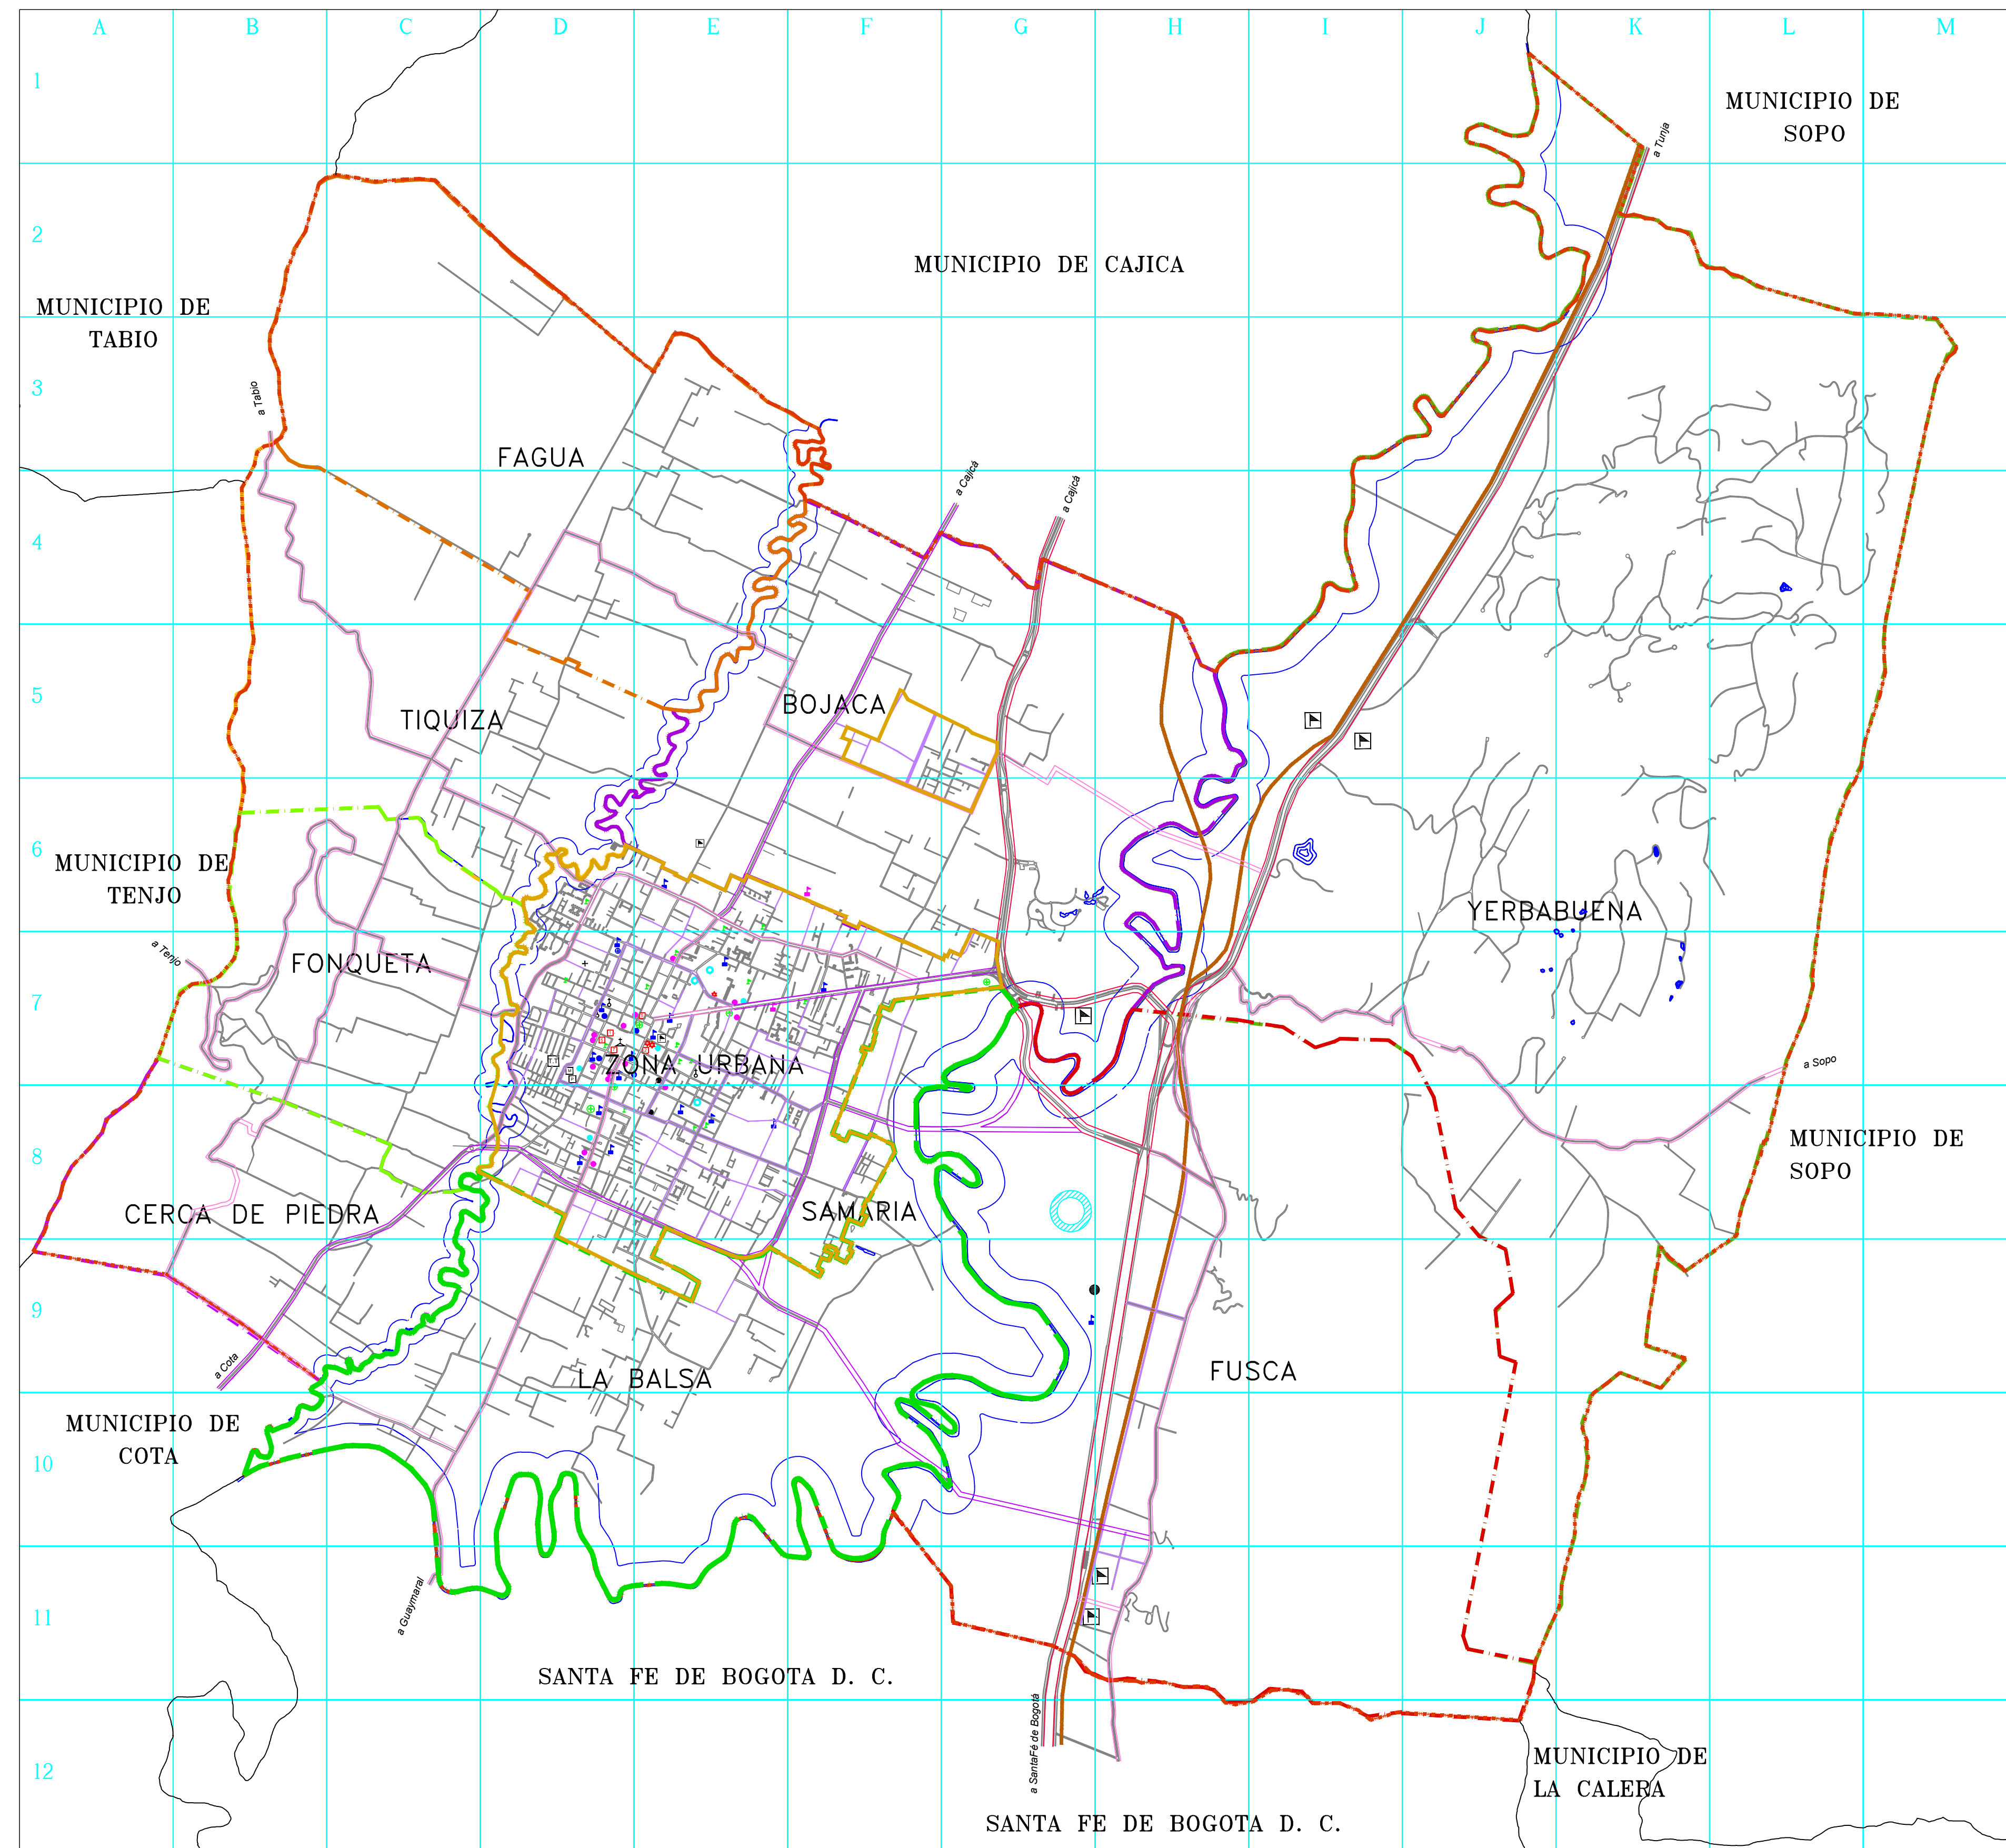 A B C D E F G H I J K L M
1
MUNICIPIO DE
SOPO
a Tunja
2
MUNICIPIO DE CAJICA
MUNICIPIO DE
TABIO
3
a Tabio
FAGUA
a Cajicá
a Cajicá
4
5
TIQUIZA
BOJACA
6
MUNICIPIO DE
TENJO
YERBABUENA
a Tenjo
FONQUETA
7
ZONA URBANA
a Sopo
8
MUNICIPIO DE
SOPO
CERCA DE PIEDRA
SAMARIA
9
a Cota
LA BALSA
FUSCA
MUNICIPIO DE
COTA
10
a Guaymaral
11
SANTA FE DE BOGOTA D. C.
a SantaFé de Bogotá
12
MUNICIPIO DE
LA CALERA
SANTA FE DE BOGOTA D. C.